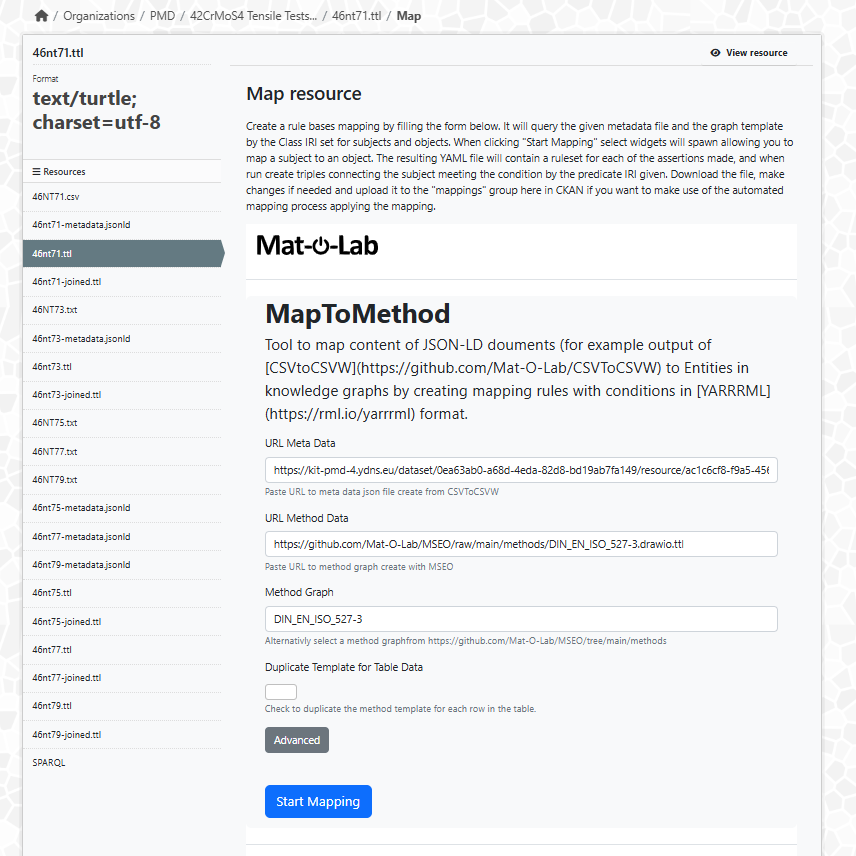 / Organizations / PMD / 42CrMoS4 Tensile Tests... / 46nt71.ttl / Map
46nt71.ttl
Format
text/turtle;
charset=utf-8
Resources
46NT71.csv
46nt71-metadata.jsonld
46nt71.ttl
46nt71-joined.ttl
46NT73.txt
46nt73-metadata.jsonld
46nt73.ttl
46nt73-joined.ttl
46NT75.txt
46NT77.txt
46NT79.txt
46nt75-metadata.jsonld
46nt77-metadata.jsonld
46nt79-metadata.jsonld
46nt75.ttl
46nt75-joined.ttl
46nt77.ttl
46nt77-joined.ttl
46nt79.ttl
46nt79-joined.ttl
SPARQL
View resource
Map resource
Create a rule bases mapping by filling the form below. It will query the given metadata file and the graph template
by the Class IRI set for subjects and objects. When clicking "Start Mapping" select widgets will spawn allowing you to
map a subject to an object. The resulting YAML file will contain a ruleset for each of the assertions made, and when
run create triples connecting the subject meeting the condition by the predicate IRI given. Download the file, make
changes if needed and upload it to the "mappings" group here in CKAN if you want to make use of the automated
mapping process applying the mapping.
Mat-O-Lab
MapToMethod
Tool to map content of JSON-LD douments (for example output of
[CSVtoCSVW](https://github.com/Mat-O-Lab/CSVToCSVW) to Entities in
knowledge graphs by creating mapping rules with conditions in [YARRRML]
(https://rml.io/yarrrml) format.
URL Meta Data
https://kit-pmd-4.ydns.eu/dataset/0ea63ab0-a68d-4eda-82d8-bd19ab7fa149/resource/ac1c6cf8-f9a5-456
Paste URL to meta data json file create from CSVToCSVW
URL Method Data
https://github.com/Mat-O-Lab/MSEO/raw/main/methods/DIN_EN_ISO_527-3.drawio.ttl
Paste URL to method graph create with MSEO
Method Graph
DIN_EN_ISO_527-3
Alternativly select a method graphfrom https://github.com/Mat-O-Lab/MSEO/tree/main/methods
Duplicate Template for Table Data
Check to duplicate the method template for each row in the table.
Advanced
Start Mapping